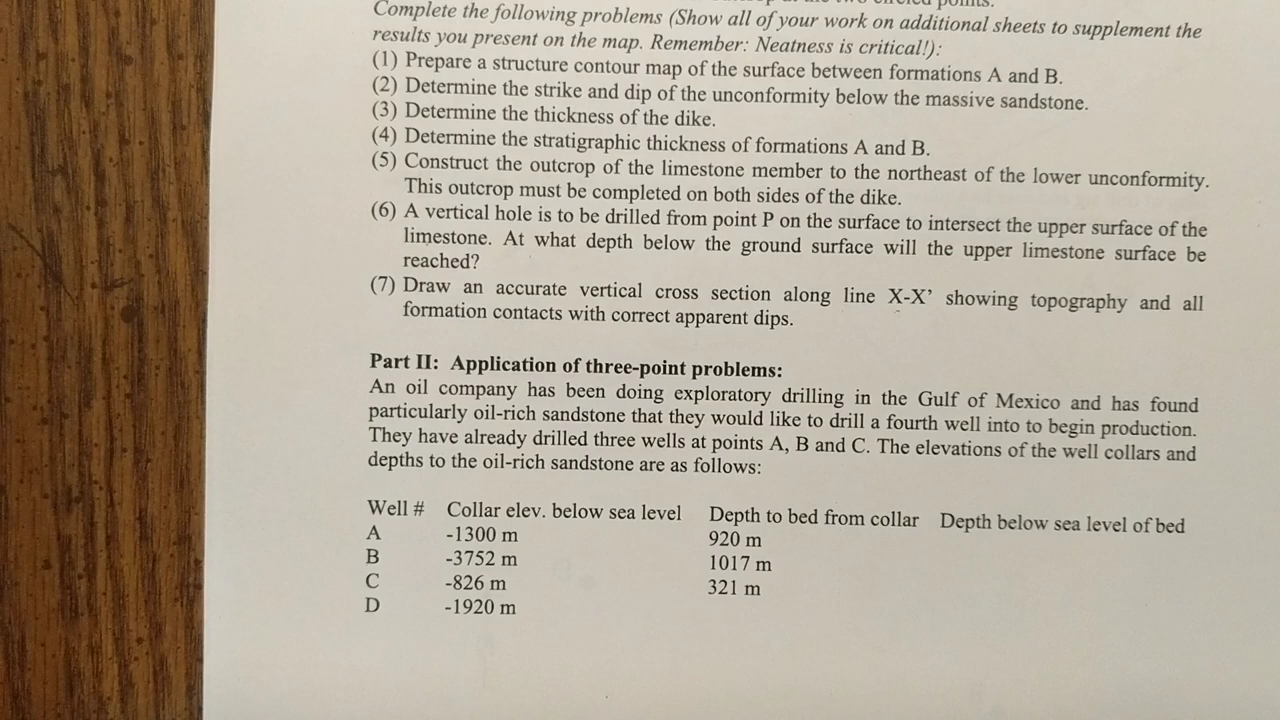 points.
Complete the following problems (Show all of your work on additional sheets to supplement the
results you present on the map. Remember: Neatness is critical!):
(1) Prepare a structure contour map of the surface between formations A and B.
(2) Determine the strike and dip of the unconformity below the massive sandstone.
(3) Determine the thickness of the dike.
(4) Determine the stratigraphic thickness of formations A and B.
(5) Construct the outcrop of the limestone member to the northeast of the lower unconformity.
This outcrop must be completed on both sides of the dike.
(6) A vertical hole is to be drilled from point P on the surface to intersect the upper surface of the
limestone. At what depth below the ground surface will the upper limestone surface be
reached?
(7) Draw an accurate vertical cross section along line X-X’ showing topography and all
formation contacts with correct apparent dips.
Part II: Application of three-point problems:
An oil company has been doing exploratory drilling in the Gulf of Mexico and has found
particularly oil-rich sandstone that they would like to drill a fourth well into to begin production.
They have already drilled three wells at points A, B and C. The elevations of the well collars and
depths to the oil-rich sandstone are as follows:
Well # Collar elev. below sea level Depth to bed from collar Depth below sea level of bed
A -1300 m 920 m
B -3752 m 1017 m
C -826 m 321 m
D -1920 m